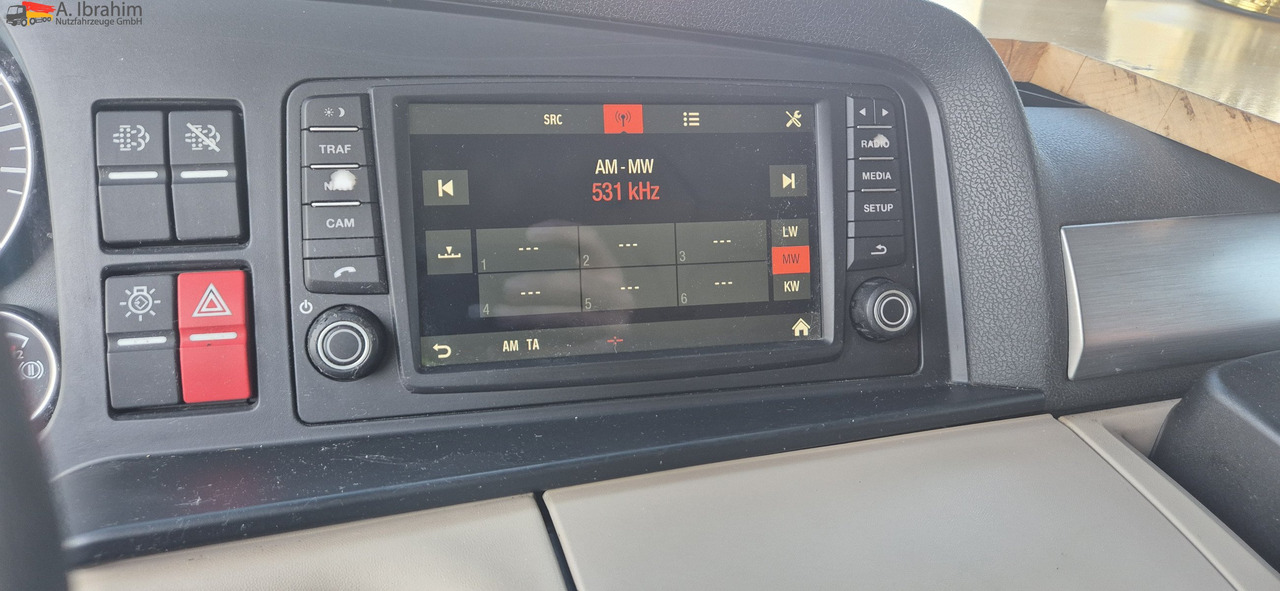 A. Ibrahim
Nutzfahrzeuge GmbH
TRAF
CAM
SRC
AM - MW
531 kHz
--- --- ---
1 2 3
--- --- ---
4 5 6
LW
MW
KW
AM TA
RADIO
MEDIA
SETUP